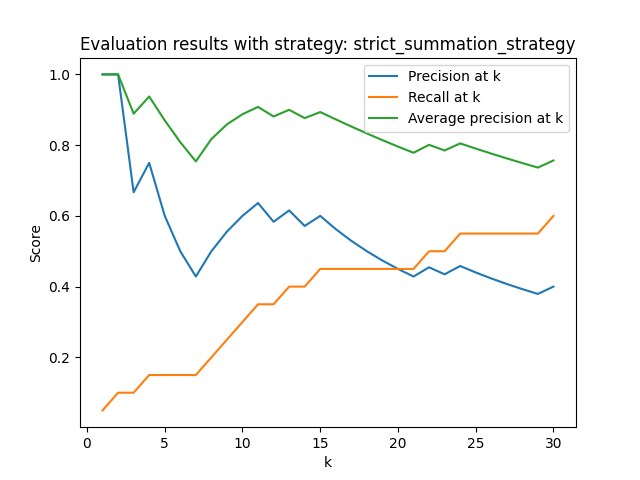 Evaluation results with strategy: strict_summation_strategy
Precision at k
Recall at k
Average precision at k
Score
1.0
0.8
0.6
0.4
0.2
0 5 10 15 20 25 30
k